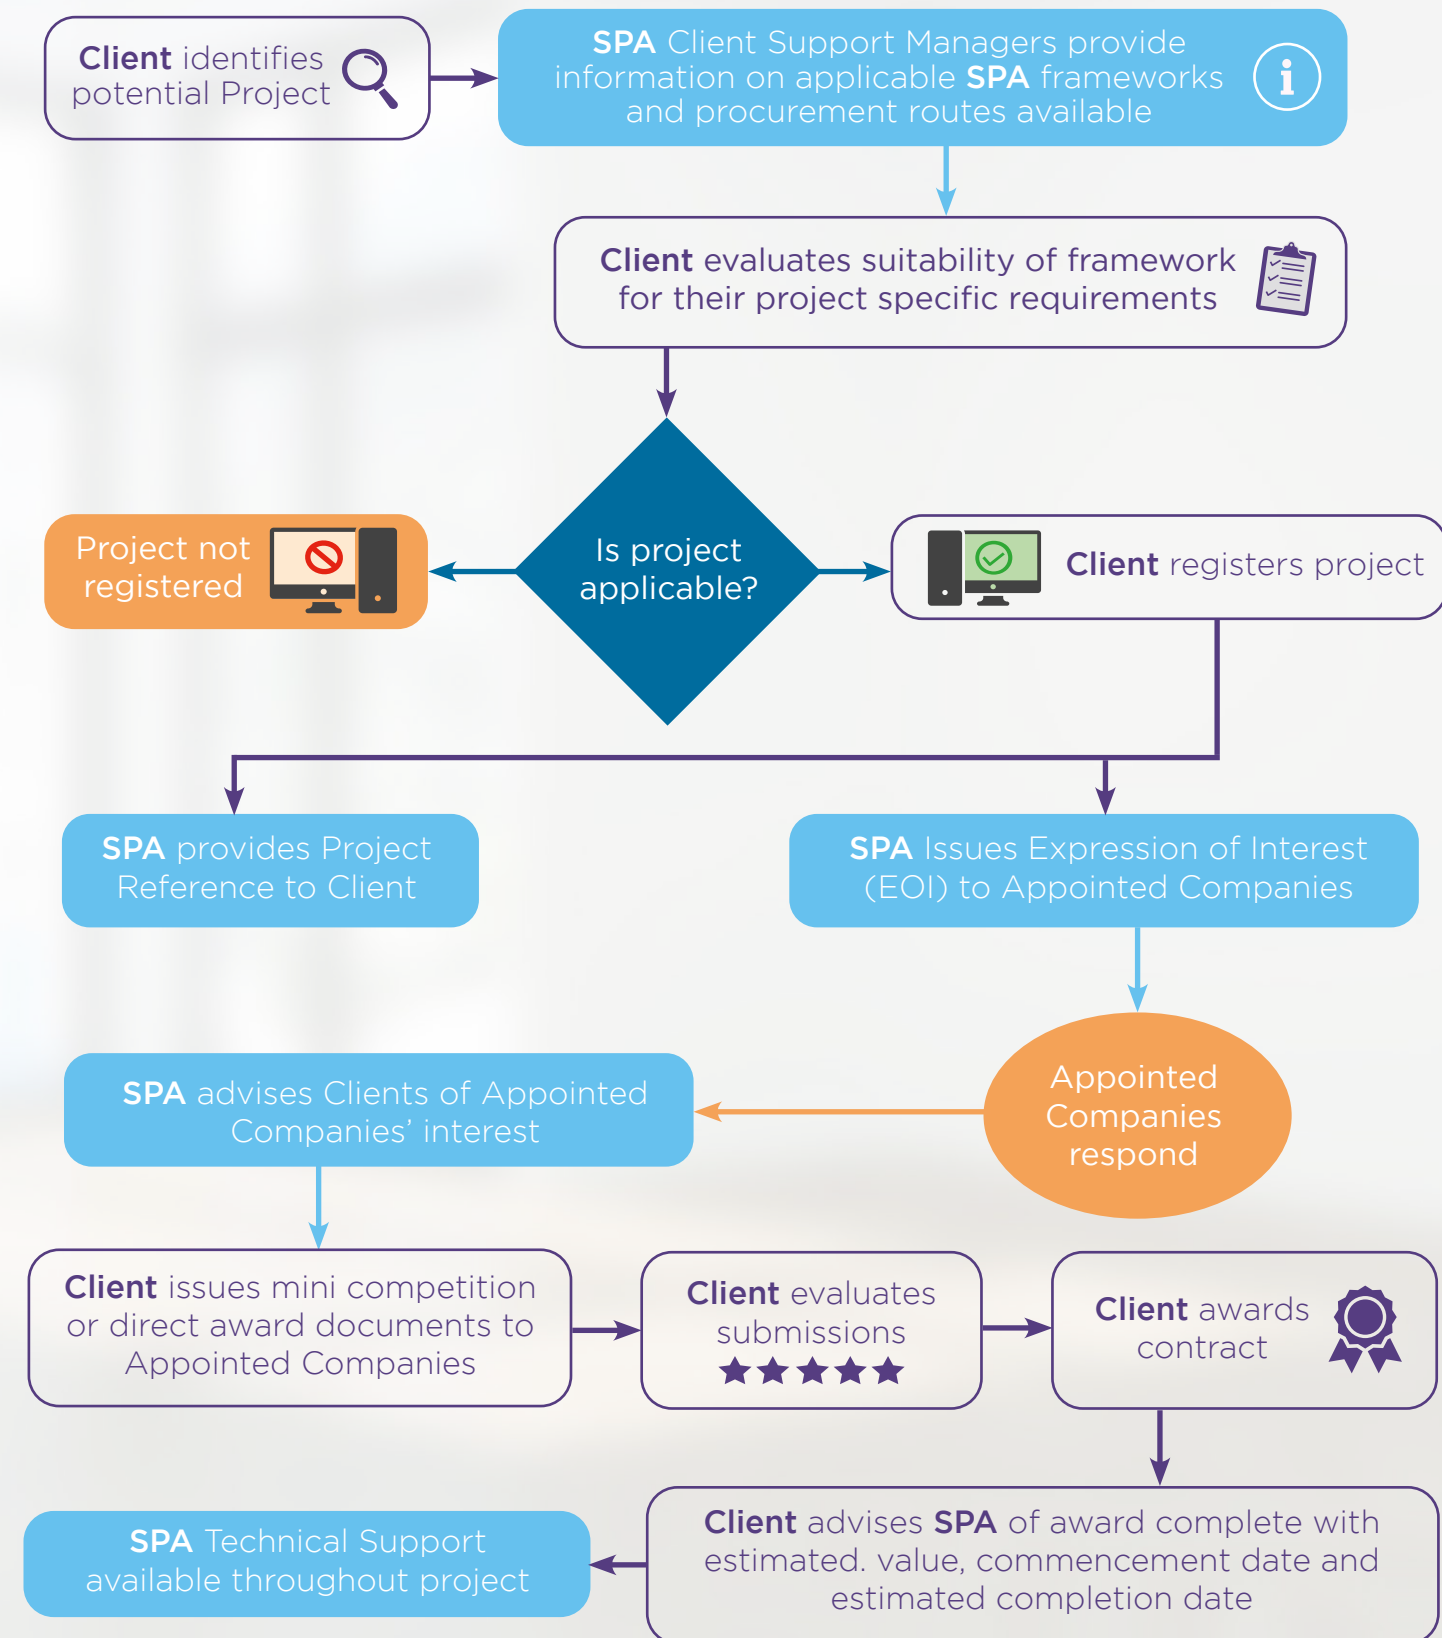 Client identifies
potential Project
SPA Client Support Managers provide
information on applicable SPA frameworks
and procurement routes available
i
Client evaluates suitability of framework
for their project specific requirements
Project not
registered
Is project
applicable?
Client registers project
SPA provides Project
Reference to Client
SPA Issues Expression of Interest
(EOI) to Appointed Companies
Appointed
Companies
respond
SPA advises Clients of Appointed
Companies’ interest
Client issues mini competition
or direct award documents to
Appointed Companies
Client evaluates
submissions
Client awards
contract
Client advises SPA of award complete with
estimated. value, commencement date and
estimated completion date
SPA Technical Support
available throughout project